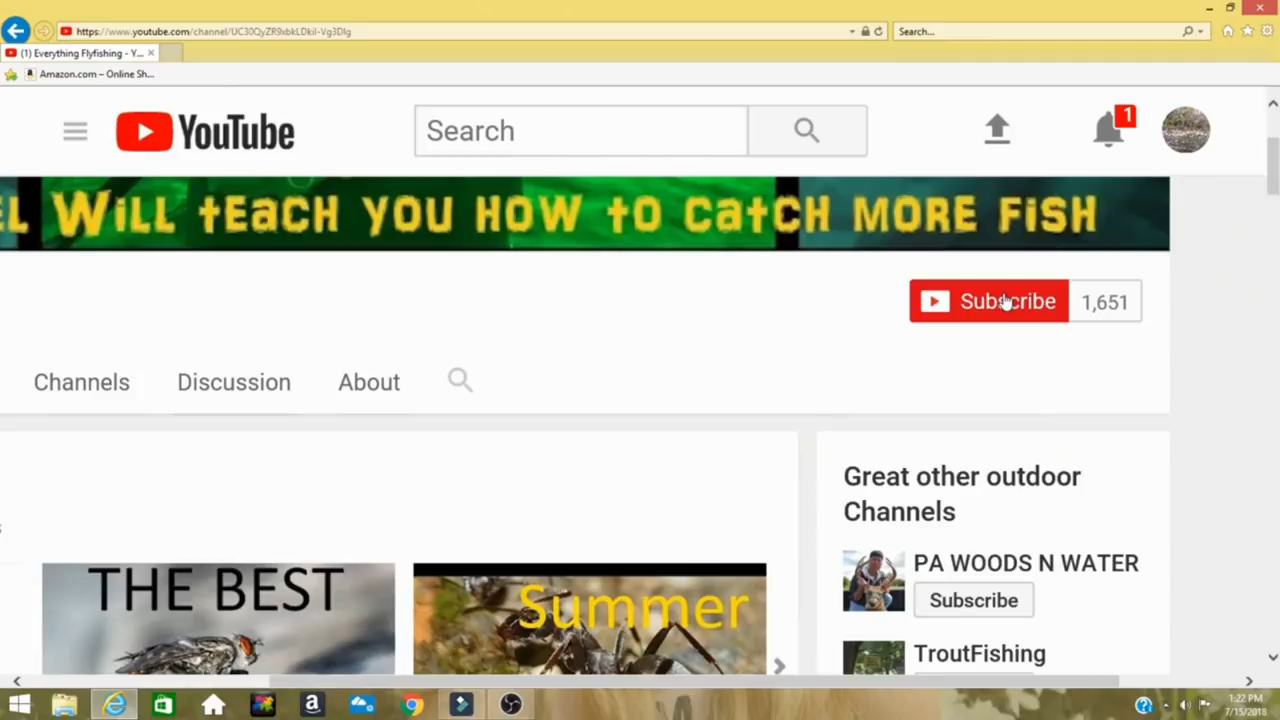 https://www.youtube.com/channel/UC30QyZR9xbkLDkil-Vg3DIg
Search...
(1) Everything Flyfishing - Y...
Amazon.com – Online Sh...
YouTube
Search
1
EL WiLL tEaCH YOU HOW to CatCH MORE FiSH
Subscribe 1,651
Channels Discussion About
Great other outdoor
Channels
PA WOODS N WATER
Subscribe
THE BEST
Summer
TroutFishing
1:22 PM
7/15/2018